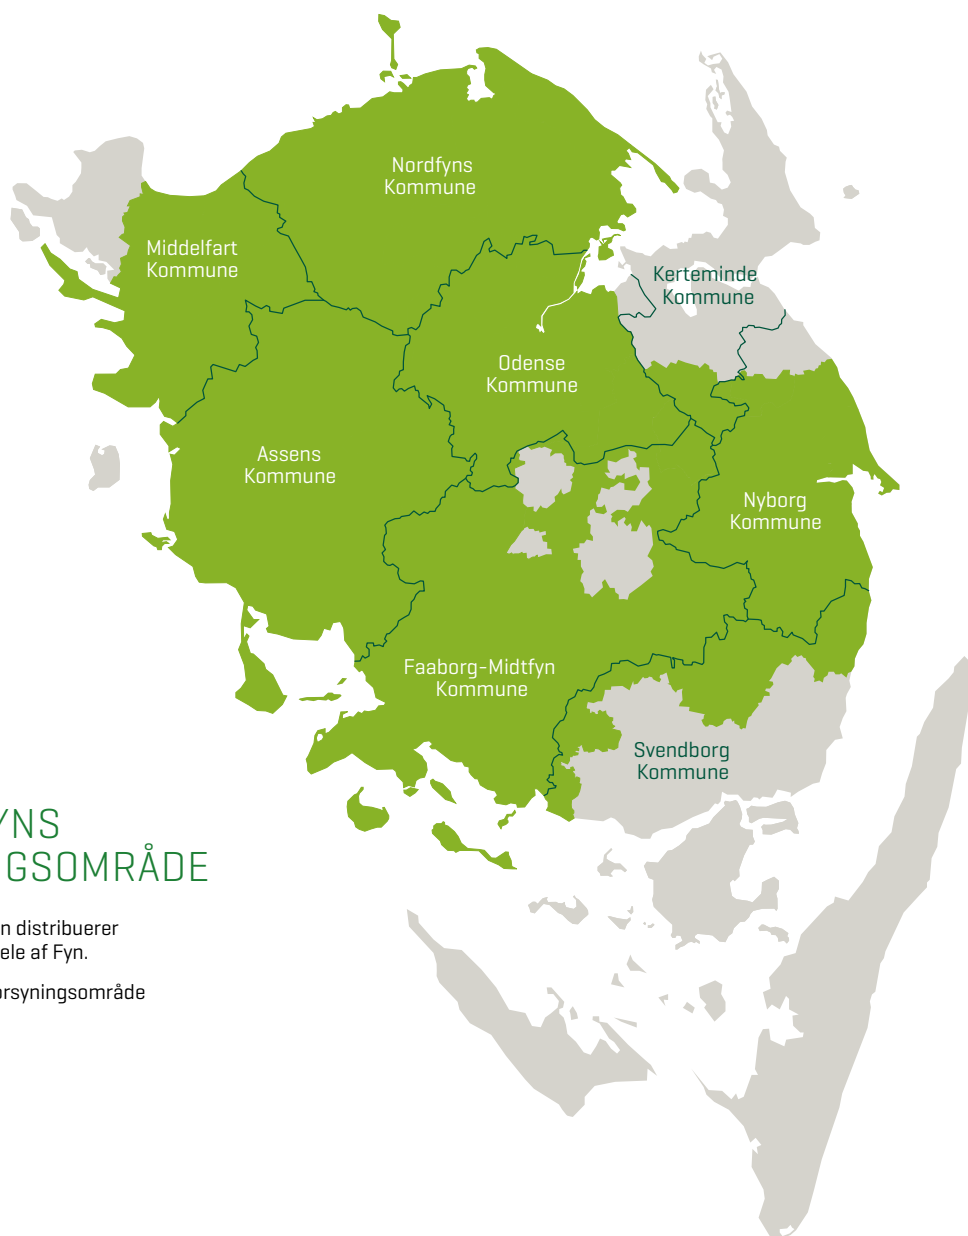 Nordfyns
Kommune
Middelfart
Kommune
Kerteminde
Kommune
Odense
Kommune
Assens
Kommune
Nyborg
Kommune
Faaborg-Midtfyn
Kommune
Svendborg
Kommune
YNS
GSOMRÅDE
n distribuerer
ele af Fyn.
orsyningsområde